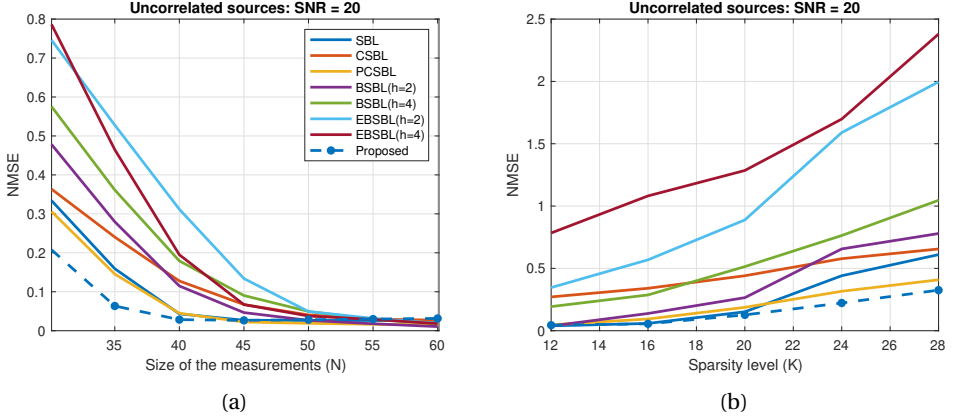 Uncorrelated sources: SNR = 20
0.8
0.7
0.6
0.5
0.4
0.3
0.2
0.1
0
NMSE
SBL
CSBL
PCSBL
BSBL(h=2)
BSBL(h=4)
EBSBL(h=2)
EBSBL(h=4)
Proposed
35 40 45 50 55 60
Size of the measurements (N)
(a)
Uncorrelated sources: SNR = 20
2.5
2
1.5
1
0.5
0
NMSE
12 14 16 18 20 22 24 26 28
Sparsity level (K)
(b)